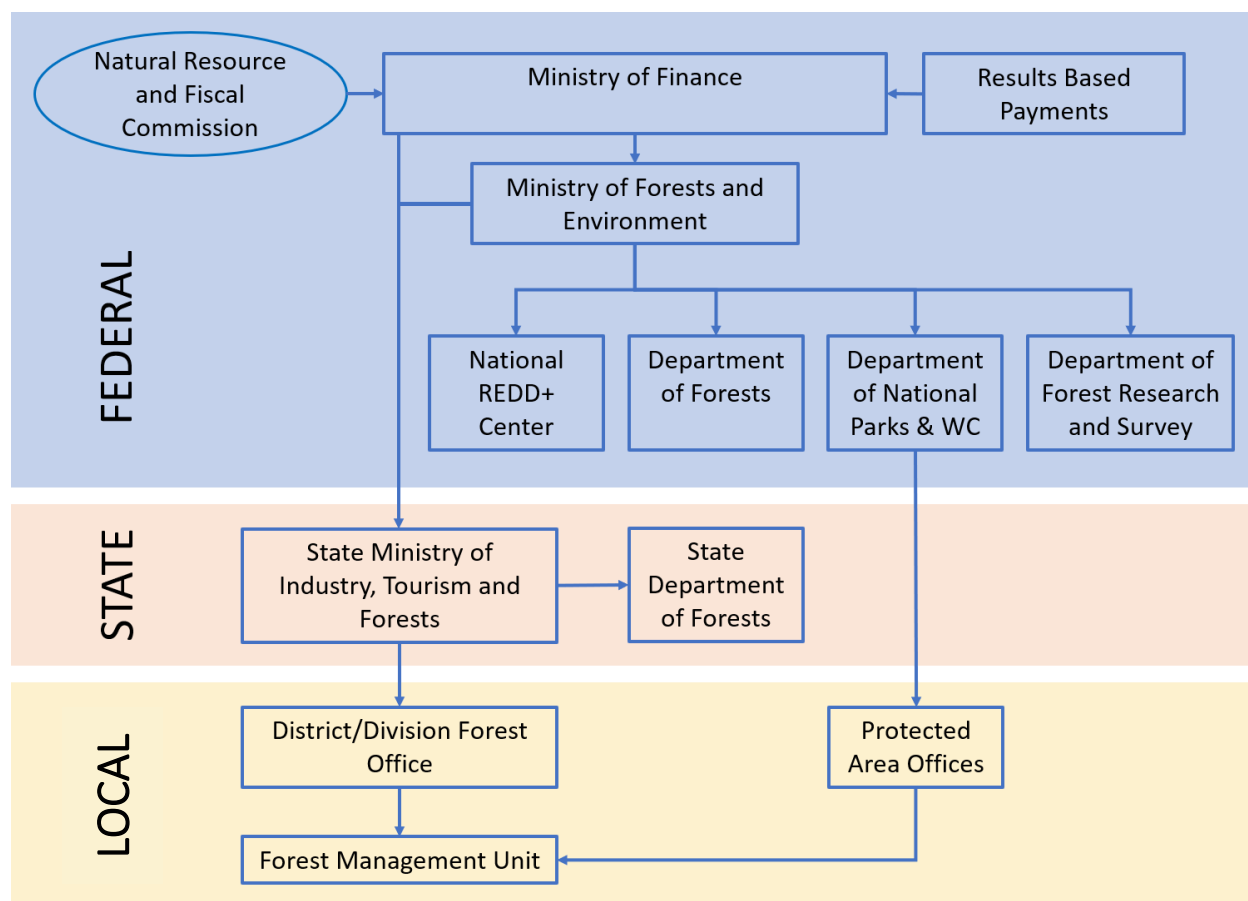 Natural Resource
and Fiscal
Commission
Ministry of Finance
Results Based
Payments
Ministry of Forests and
Environment
FEDERAL
National
REDD+
Center
Department
of Forests
Department
of National
Parks & WC
Department of
Forest Research
and Survey
STATE
State Ministry of
Industry, Tourism and
Forests
State
Department
of Forests
LOCAL
District/Division Forest
Office
Protected
Area Offices
Forest Management Unit